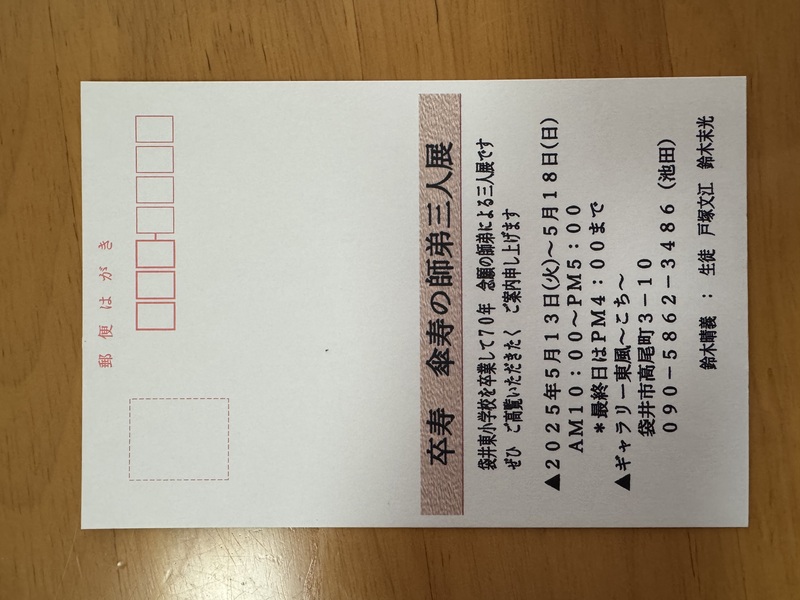 郵便はがき
卒寿 傘寿の師弟三人展
袋井東小学校を卒業して70年 念願の師弟による三人展です
ぜひ ご高覧いただきたく ご案内申し上げます
▲2025年5月13日(火)~5月18日(日)
AM10:00~PM5:00
*最終日はPM4:00まで
▲ギャラリー東風~こち~
袋井市高尾町3-10
090-5862-3486(池田)
鈴木晴義 : 生徒 戸塚文江 鈴木末光